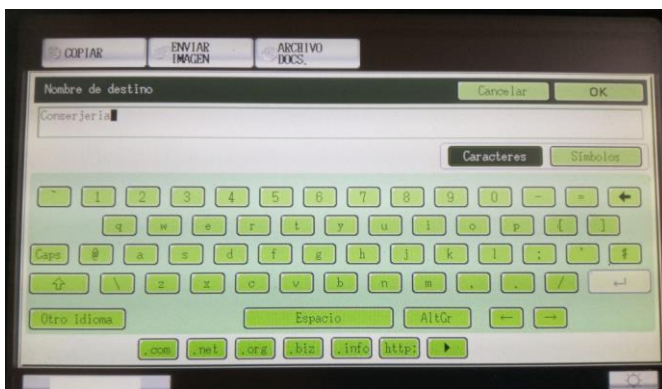 COPIAR ENVIAR IMAGEN ARCHIVO DOCS.
Nombre de destino Cancelar OK
Conserjeria
Caracteres Símbolos
1 2 3 4 5 6 7 8 9 0 - =
q w e r t y u i o p [ ]
Caps @ a s d f g h j k l ; ' #
\ z x c v b n m , . /
Otro Idioma Espacio AltGr ← →
.com .net .org .biz .info http: